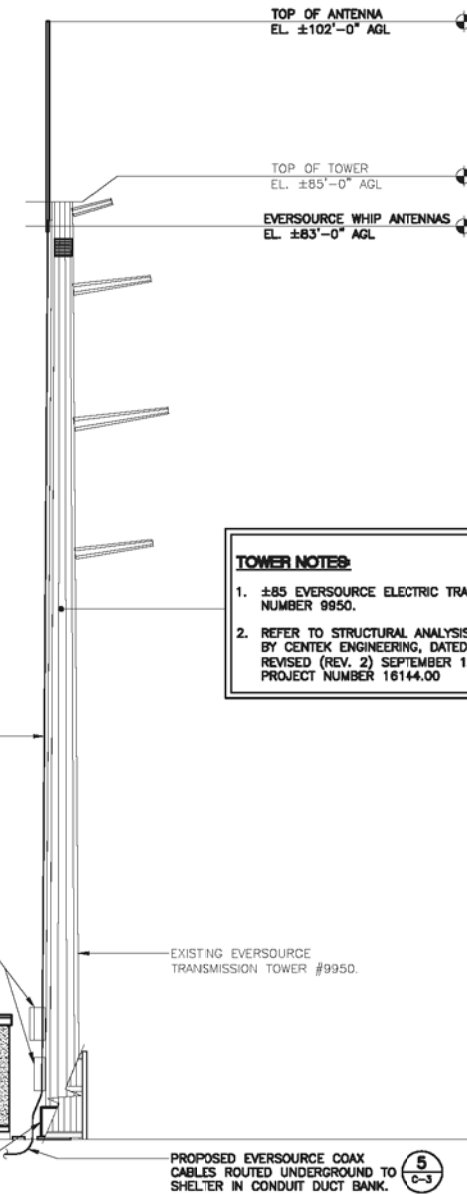 TOP OF ANTENNA
EL. ±102'-0" AGL
TOP OF TOWER
EL. ±85'-0" AGL
EVERSOURCE WHIP ANTENNAS
EL. ±83'-0" AGL
TOWER NOTES:
1. ±85 EVERSOURCE ELECTRIC TRA
NUMBER 9950.
2. REFER TO STRUCTURAL ANALYSIS
BY CENTEK ENGINEERING, DATED
REVISED (REV. 2) SEPTEMBER 1
PROJECT NUMBER 16144.00
EXISTING EVERSOURCE
TRANSMISSION TOWER #9950.
PROPOSED EVERSOURCE COAX
CABLES ROUTED UNDERGROUND TO
SHELTER IN CONDUIT DUCT BANK.
5
C-3